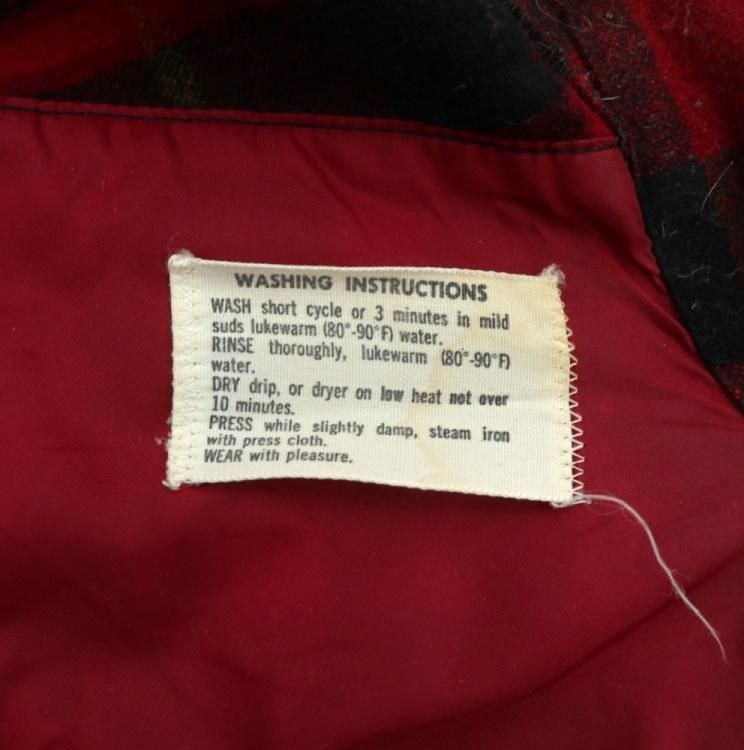 WASHING INSTRUCTIONS
WASH short cycle or 3 minutes in mild
suds lukewarm (80°-90°F) water.
RINSE thoroughly, lukewarm (80°-90°F)
water.
DRY drip, or dryer on low heat not over
10 minutes.
PRESS while slightly damp, steam iron
with press cloth.
WEAR with pleasure.